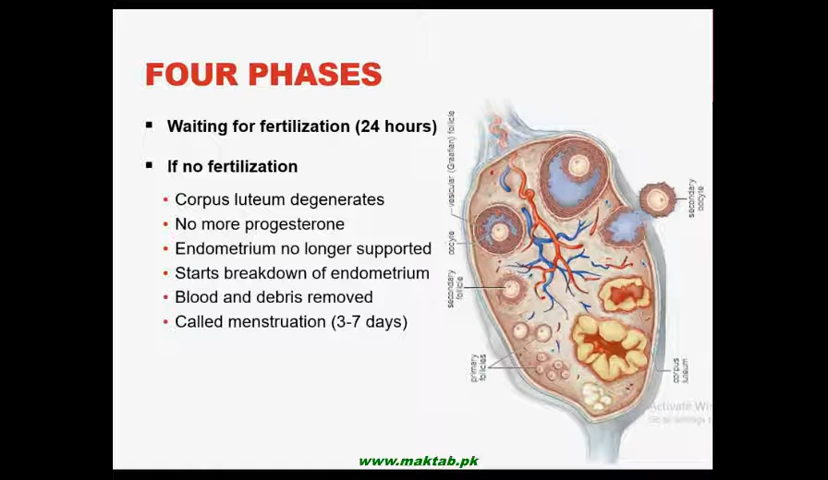 FOUR PHASES
Waiting for fertilization (24 hours)
If no fertilization
Corpus luteum degenerates
No more progesterone
Endometrium no longer supported
Starts breakdown of endometrium
Blood and debris removed
Called menstruation (3-7 days)
vesicular (Graafian) follicle
oocyte
secondary
follicle
primary
follicles
secondary
oocyte
corpus
luteum
Activate Wi
www.maktab.pk